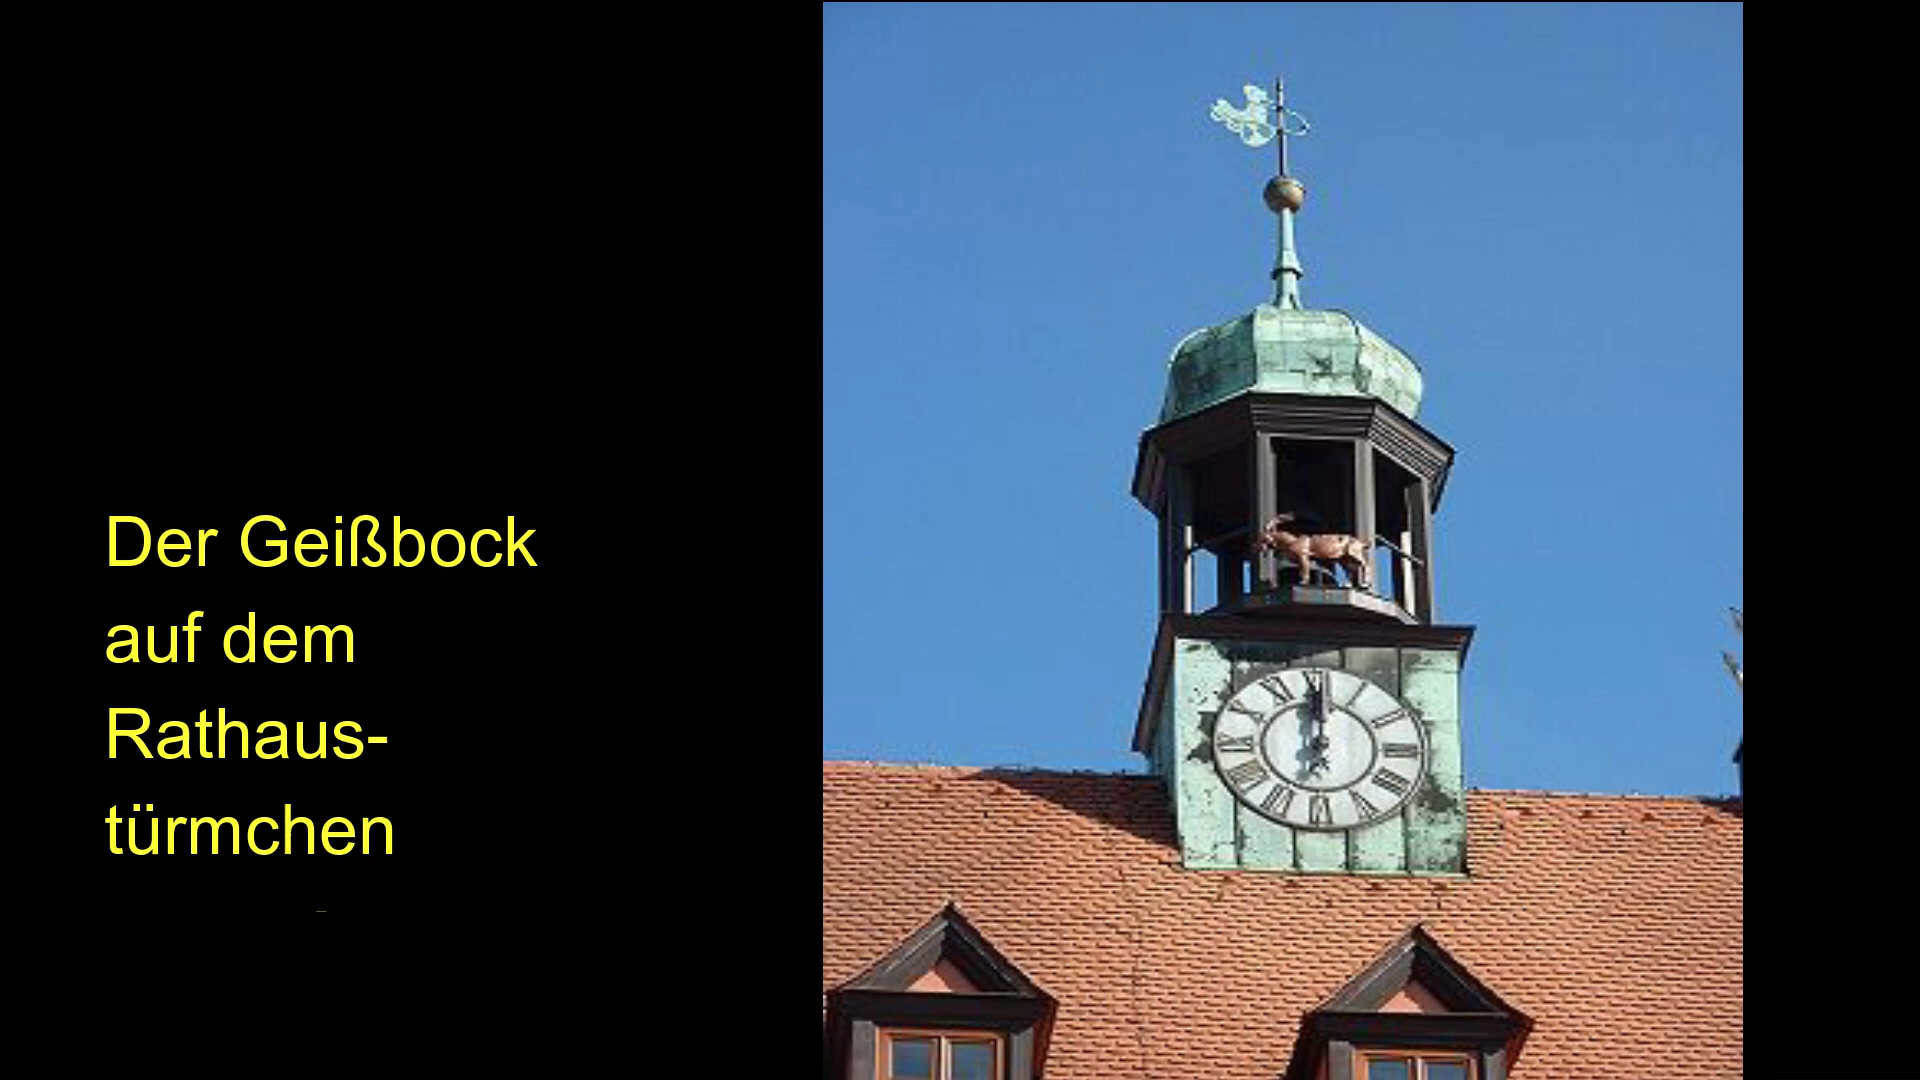 Der Geißbock
auf dem
Rathaus-
türmchen